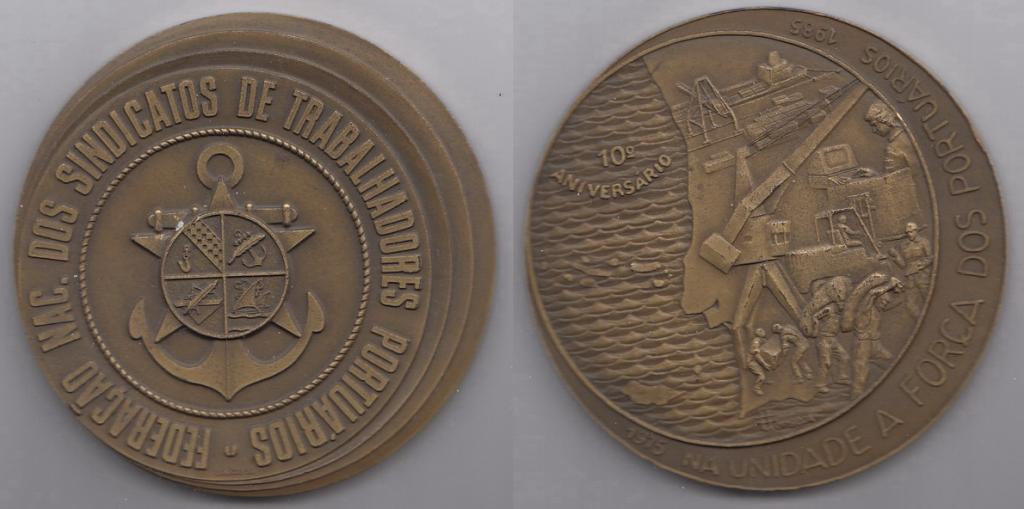 FEDERAÇÃO NAC. DOS SINDICATOS DE TRABALHADORES PORTUÁRIOS
10º
ANIVERSÁRIO
1975 NA UNIDADE A FORÇA DOS PORTUÁRIOS 1985